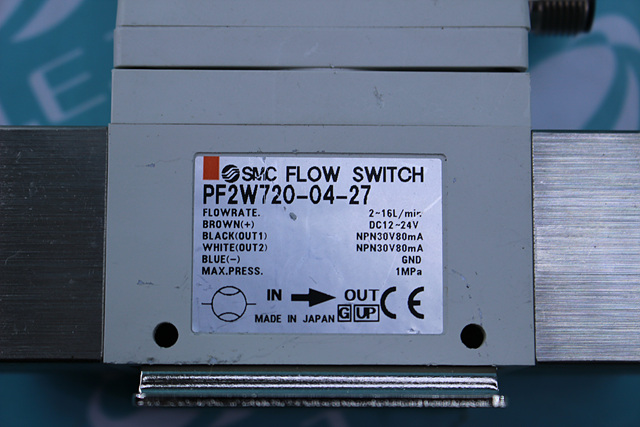 SMC FLOW SWITCH
PF2W720-04-27
FLOWRATE. 2~16L/min
BROWN(+) DC12~24V
BLACK(OUT1) NPN30V80mA
WHITE(OUT2) NPN30V80mA
BLUE(-) GND
MAX.PRESS. 1MPa
IN OUT CE
MADE IN JAPAN G UP